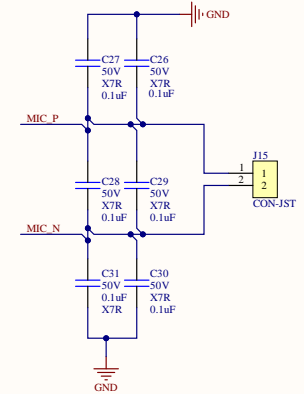 GND
C27
50V
X7R
0.1uF
C26
50V
X7R
0.1uF
MIC_P
J15
1
2
1
2
CON-JST
C28
50V
X7R
0.1uF
C29
50V
X7R
0.1uF
MIC_N
C31
50V
0.1uF
X7R
C30
50V
X7R
0.1uF
GND